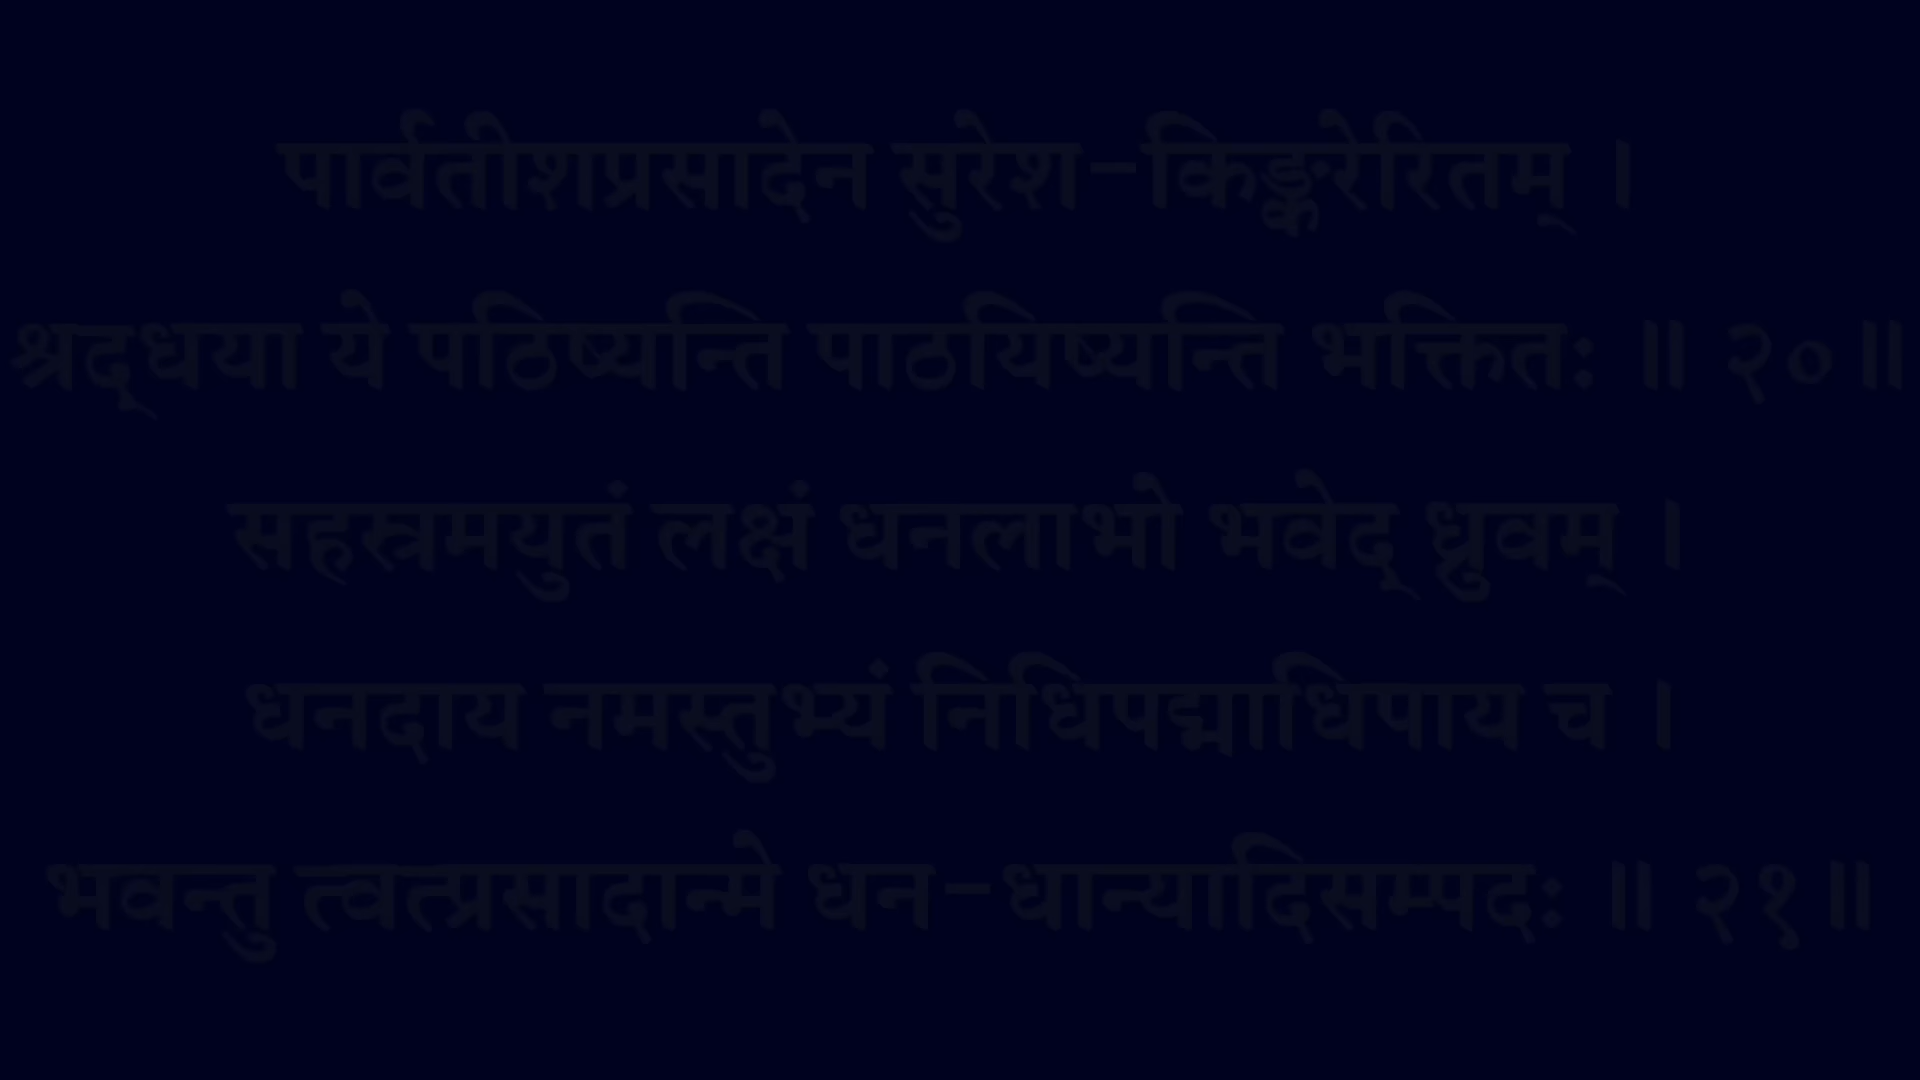 पार्वतीशप्रसादेन सुरेश-किङ्करेरितम् ।
श्रद्‌धया ये पठिष्यन्ति पाठयिष्यन्ति भक्तितः ॥ २० ॥
सहस्रमयुतं लक्षं धनलाभो भवेद् ध्रुवम् ।
धनदाय नमस्तुभ्यं निधिपद्माधिपाय च ।
भवन्तु त्वत्प्रसादान्मे धन-धान्यादिसम्पदः ॥ २१ ॥